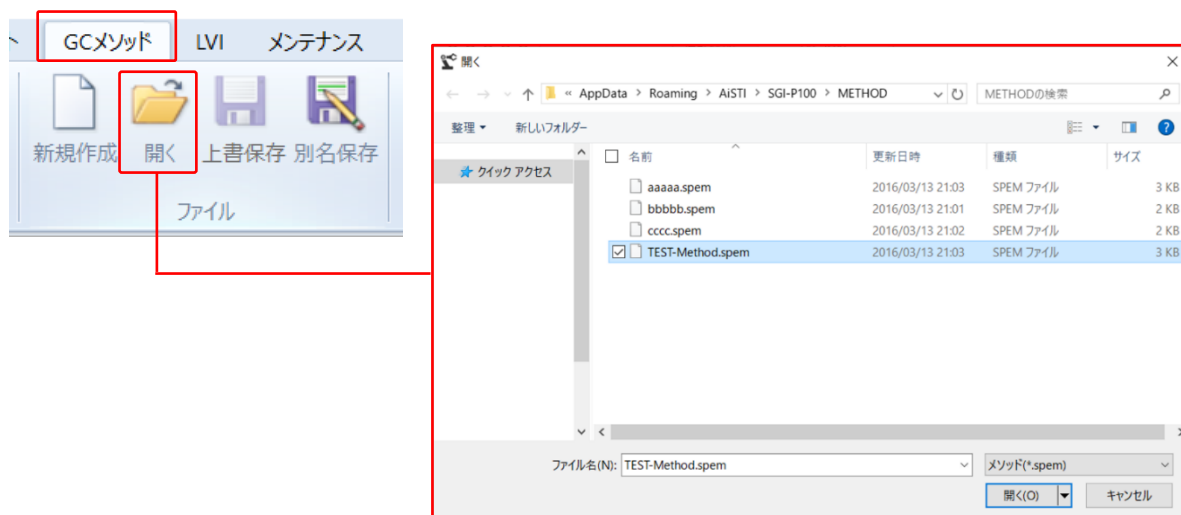 GCメソッド LVI メンテナンス
新規作成 開く 上書保存 別名保存
ファイル
開く
« AppData > Roaming > AiSTI > SGI-P100 > METHOD METHODの検索
整理 新しいフォルダー
クイック アクセス
名前 更新日時 種類 サイズ
aaaaa.spem 2016/03/13 21:03 SPEM ファイル 3 KB
bbbbb.spem 2016/03/13 21:01 SPEM ファイル 2 KB
cccc.spem 2016/03/13 21:02 SPEM ファイル 2 KB
TEST-Method.spem 2016/03/13 21:03 SPEM ファイル 3 KB
ファイル名(N): TEST-Method.spem メソッド(*.spem)
開く(O) キャンセル